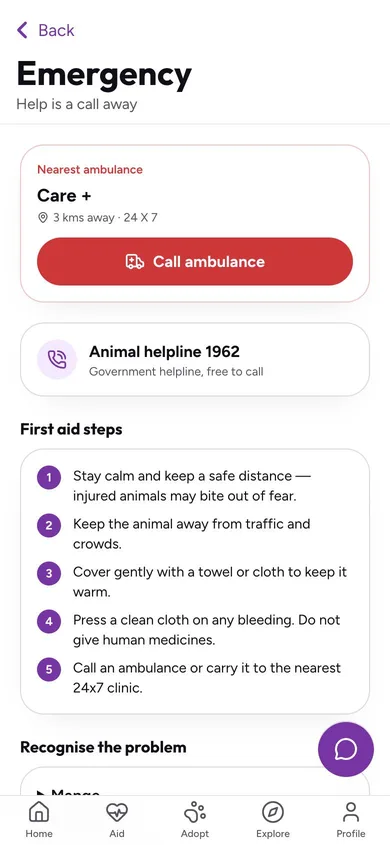 Back
Emergency
Help is a call away
Nearest ambulance
Care +
3 kms away · 24 X 7
Call ambulance
Animal helpline 1962
Government helpline, free to call
First aid steps
1 Stay calm and keep a safe distance —
injured animals may bite out of fear.
2 Keep the animal away from traffic and
crowds.
3 Cover gently with a towel or cloth to keep it
warm.
4 Press a clean cloth on any bleeding. Do not
give human medicines.
5 Call an ambulance or carry it to the nearest
24x7 clinic.
Recognise the problem
Mange
Home Aid Adopt Explore Profile